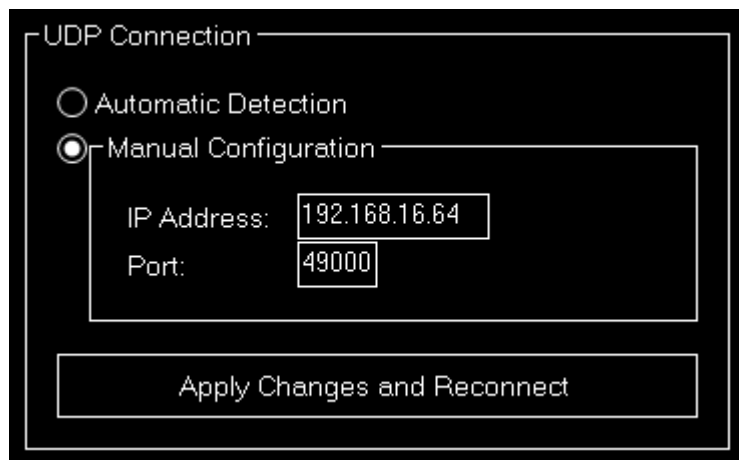 UDP Connection
Automatic Detection
Manual Configuration
IP Address: 192.168.16.64
Port: 49000
Apply Changes and Reconnect